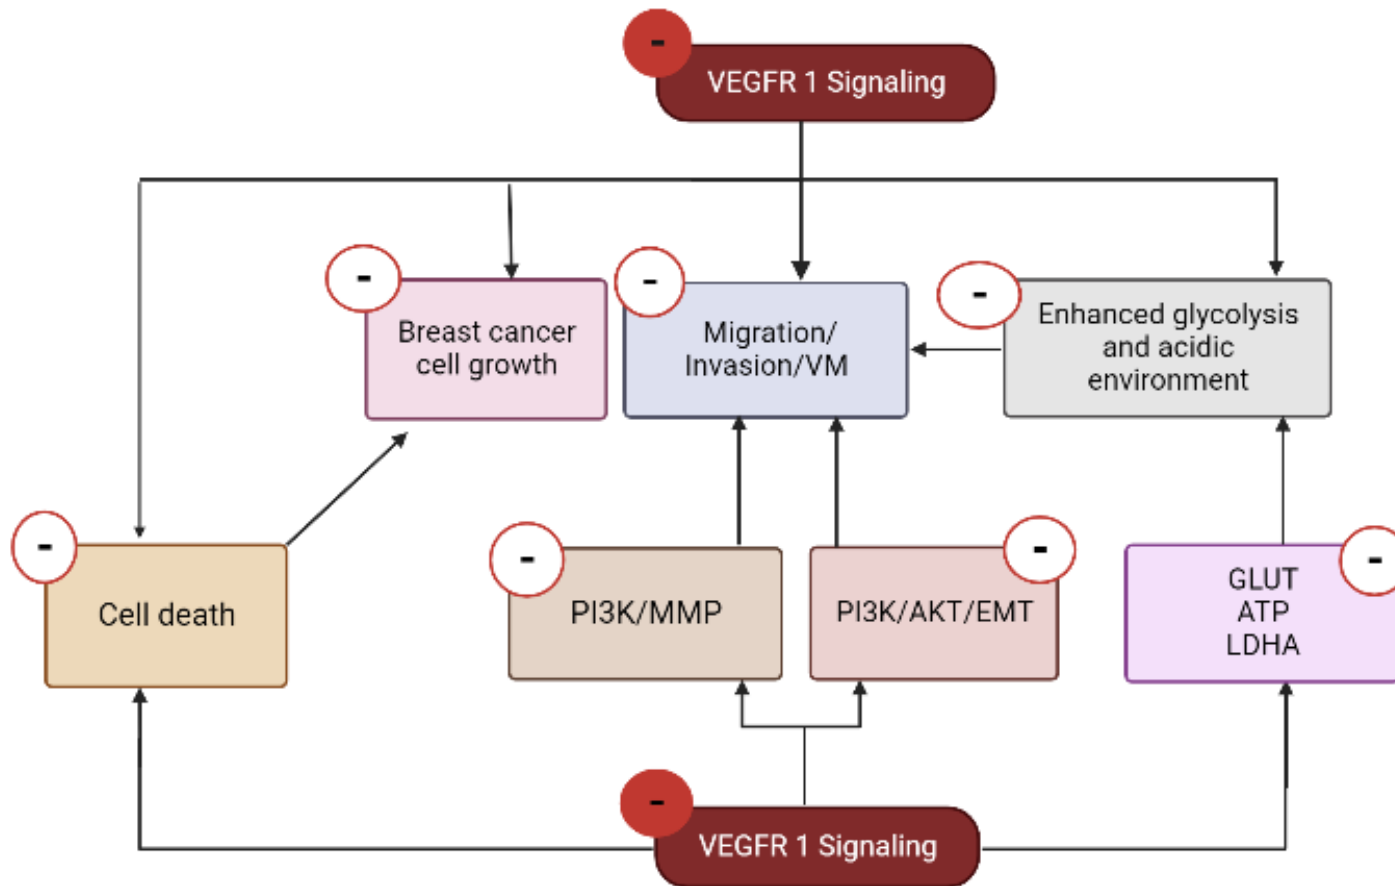 -
VEGFR 1 Signaling
-
Breast cancer
cell growth
-
Migration/
Invasion/VM
-
Enhanced glycolysis
and acidic
environment
-
Cell death
-
PI3K/MMP
-
PI3K/AKT/EMT
-
GLUT
ATP
LDHA
-
VEGFR 1 Signaling